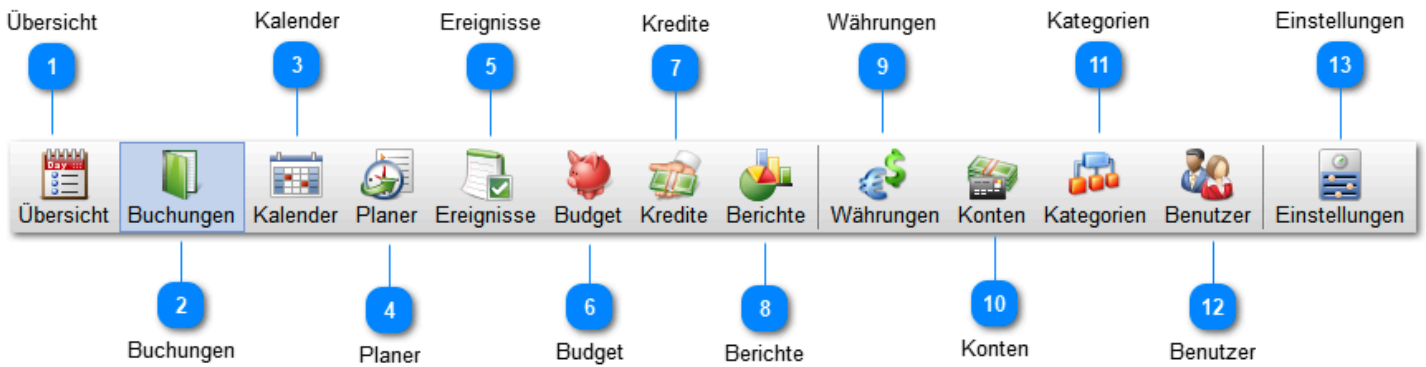 Übersicht Kalender Ereignisse Kredite Währungen Kategorien Einstellungen
1 3 5 7 9 11 13
Day
Übersicht Buchungen Kalender Planer Ereignisse Budget Kredite Berichte Währungen Konten Kategorien Benutzer Einstellungen
2 4 6 8 10 12
Buchungen Planer Budget Berichte Konten Benutzer